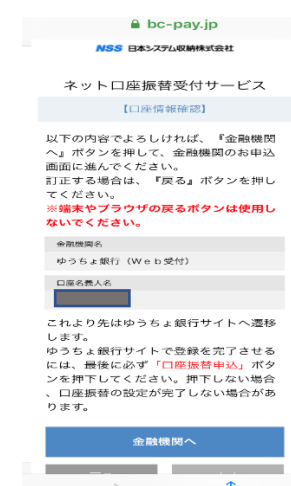 bc-pay.jp
NSS 日本システム収納株式会社
ネット口座振替受付サービス
【口座情報確認】
以下の内容でよろしければ、『金融機関
へ』ボタンを押して、金融機関のお申込
画面に進んでください。
訂正する場合は、『戻る』ボタンを押し
てください。
※端末やブラウザの戻るボタンは使用し
ないでください。
金融機関名
ゆうちょ銀行（Ｗｅｂ受付）
口座名義人名
これより先はゆうちょ銀行サイトへ遷移
します。
ゆうちょ銀行サイトで登録を完了させる
には、最後に必ず「口座振替申込」ボタ
ンを押下してください。押下しない場合
、口座振替の設定が完了しない場合があ
ります。
金融機関へ